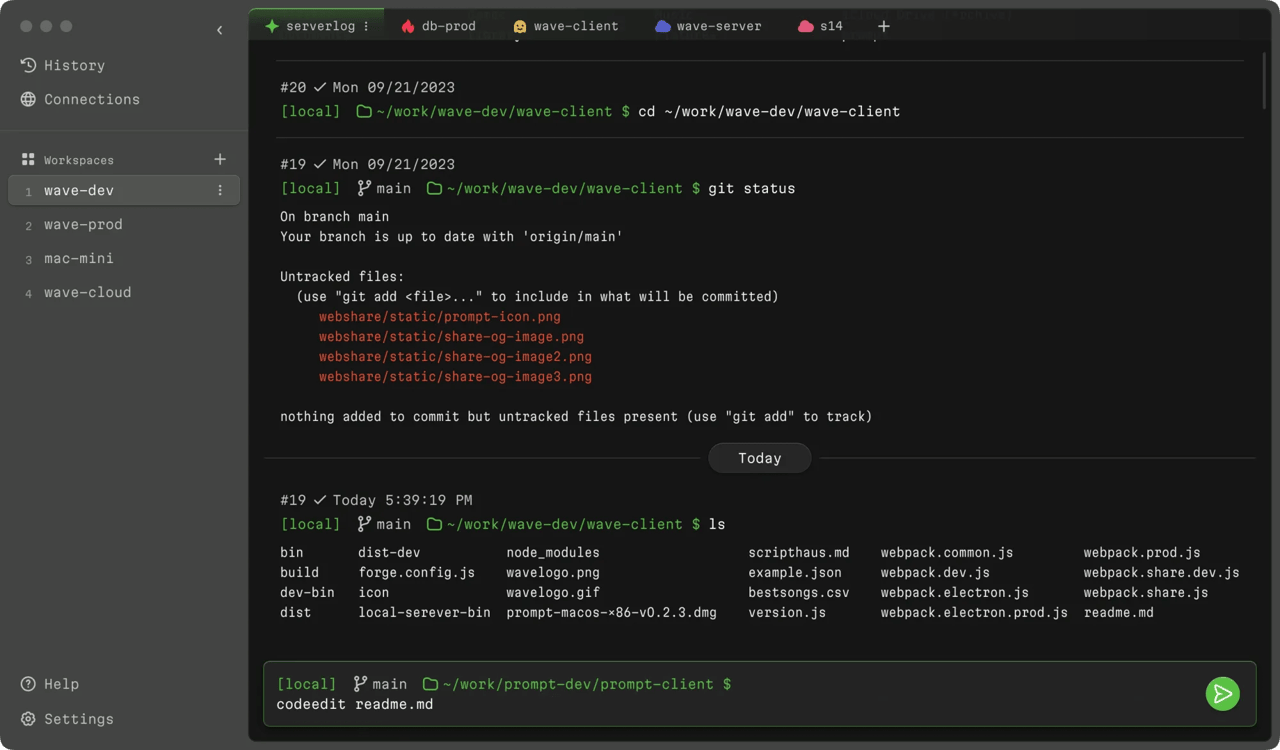 History
Connections
Workspaces +
1 wave-dev
2 wave-prod
3 mac-mini
4 wave-cloud
Help
Settings
serverlog db-prod wave-client wave-server s14 +
#20 ✓ Mon 09/21/2023
[local] ~/work/wave-dev/wave-client $ cd ~/work/wave-dev/wave-client
#19 ✓ Mon 09/21/2023
[local] main ~/work/wave-dev/wave-client $ git status
On branch main
Your branch is up to date with 'origin/main'
Untracked files:
(use "git add <file>..." to include in what will be committed)
webshare/static/prompt-icon.png
webshare/static/share-og-image.png
webshare/static/share-og-image2.png
webshare/static/share-og-image3.png
nothing added to commit but untracked files present (use "git add" to track)
Today
#19 ✓ Today 5:39:19 PM
[local] main ~/work/wave-dev/wave-client $ ls
bin dist-dev node_modules scripthaus.md webpack.common.js webpack.prod.js
build forge.config.js wavelogo.png example.json webpack.dev.js webpack.share.dev.js
dev-bin icon wavelogo.gif bestsongs.csv webpack.electron.js webpack.share.js
dist local-serever-bin prompt-macos-×86-v0.2.3.dmg version.js webpack.electron.prod.js readme.md
[local] main ~/work/prompt-dev/prompt-client $
codeedit readme.md